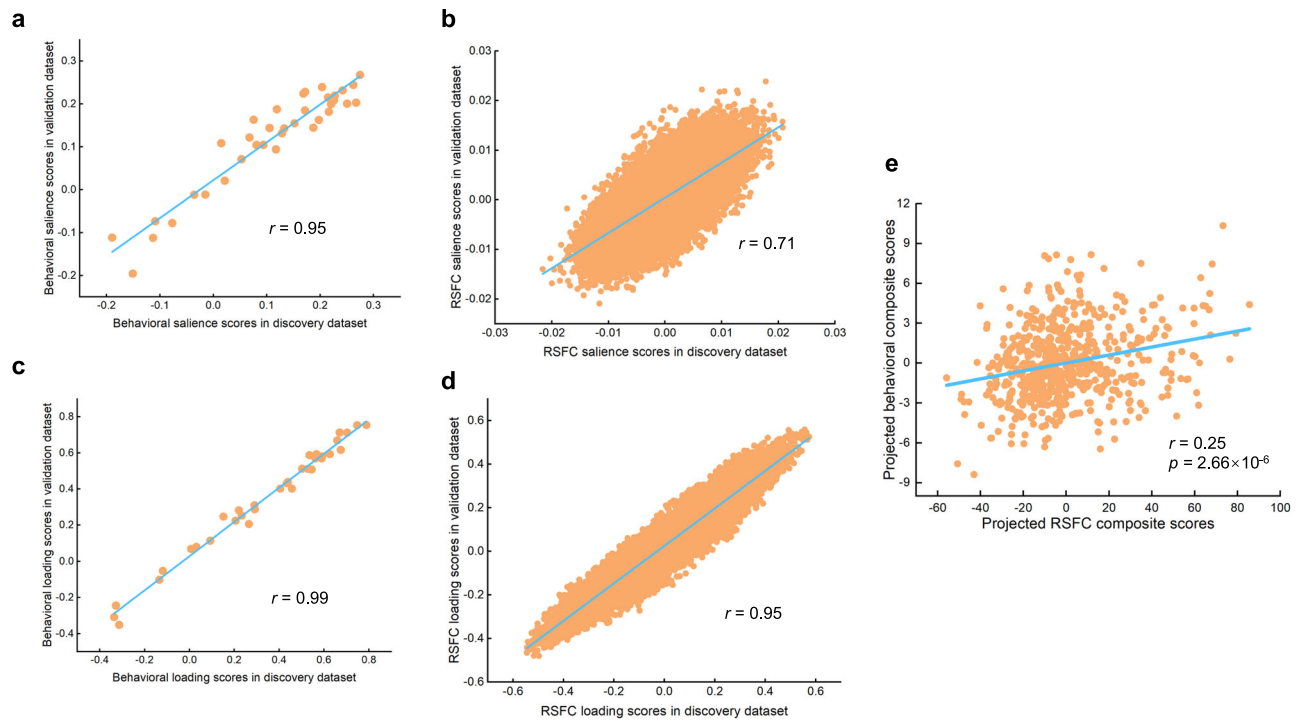 a
Behavioral salience scores in validation dataset
0.3
0.2
0.1
0.0
-0.1
-0.2
-0.2 -0.1 0.0 0.1 0.2 0.3
Behavioral salience scores in discovery dataset
r = 0.95
b
RSFC salience scores in validation dataset
0.03
0.02
0.01
0.00
-0.01
-0.02
-0.03 -0.02 -0.01 0.00 0.01 0.02 0.03
RSFC salience scores in discovery dataset
r = 0.71
c
Behavioral loading scores in validation dataset
0.8
0.6
0.4
0.2
0.0
-0.2
-0.4
-0.4 -0.2 0.0 0.2 0.4 0.6 0.8
Behavioral loading scores in discovery dataset
r = 0.99
d
RSFC loading scores in validation dataset
0.6
0.4
0.2
0.0
-0.2
-0.4
-0.6
-0.6 -0.4 -0.2 0.0 0.2 0.4 0.6
RSFC loading scores in discovery dataset
r = 0.95
e
Projected behavioral composite scores
12
9
6
3
0
-3
-6
-9
-60 -40 -20 0 20 40 60 80 100
Projected RSFC composite scores
r = 0.25
p = 2.66×10⁻⁶